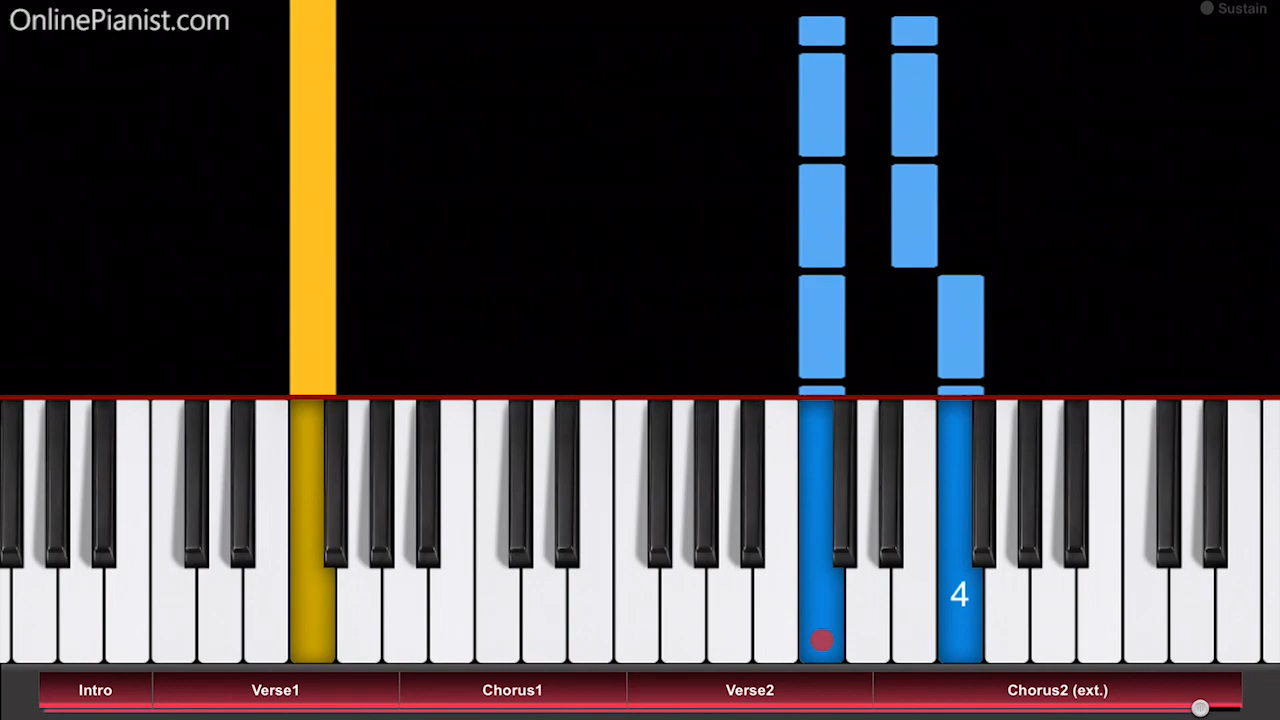 OnlinePianist.com
Sustain
4
Intro
Verse1
Chorus1
Verse2
Chorus2 (ext.)